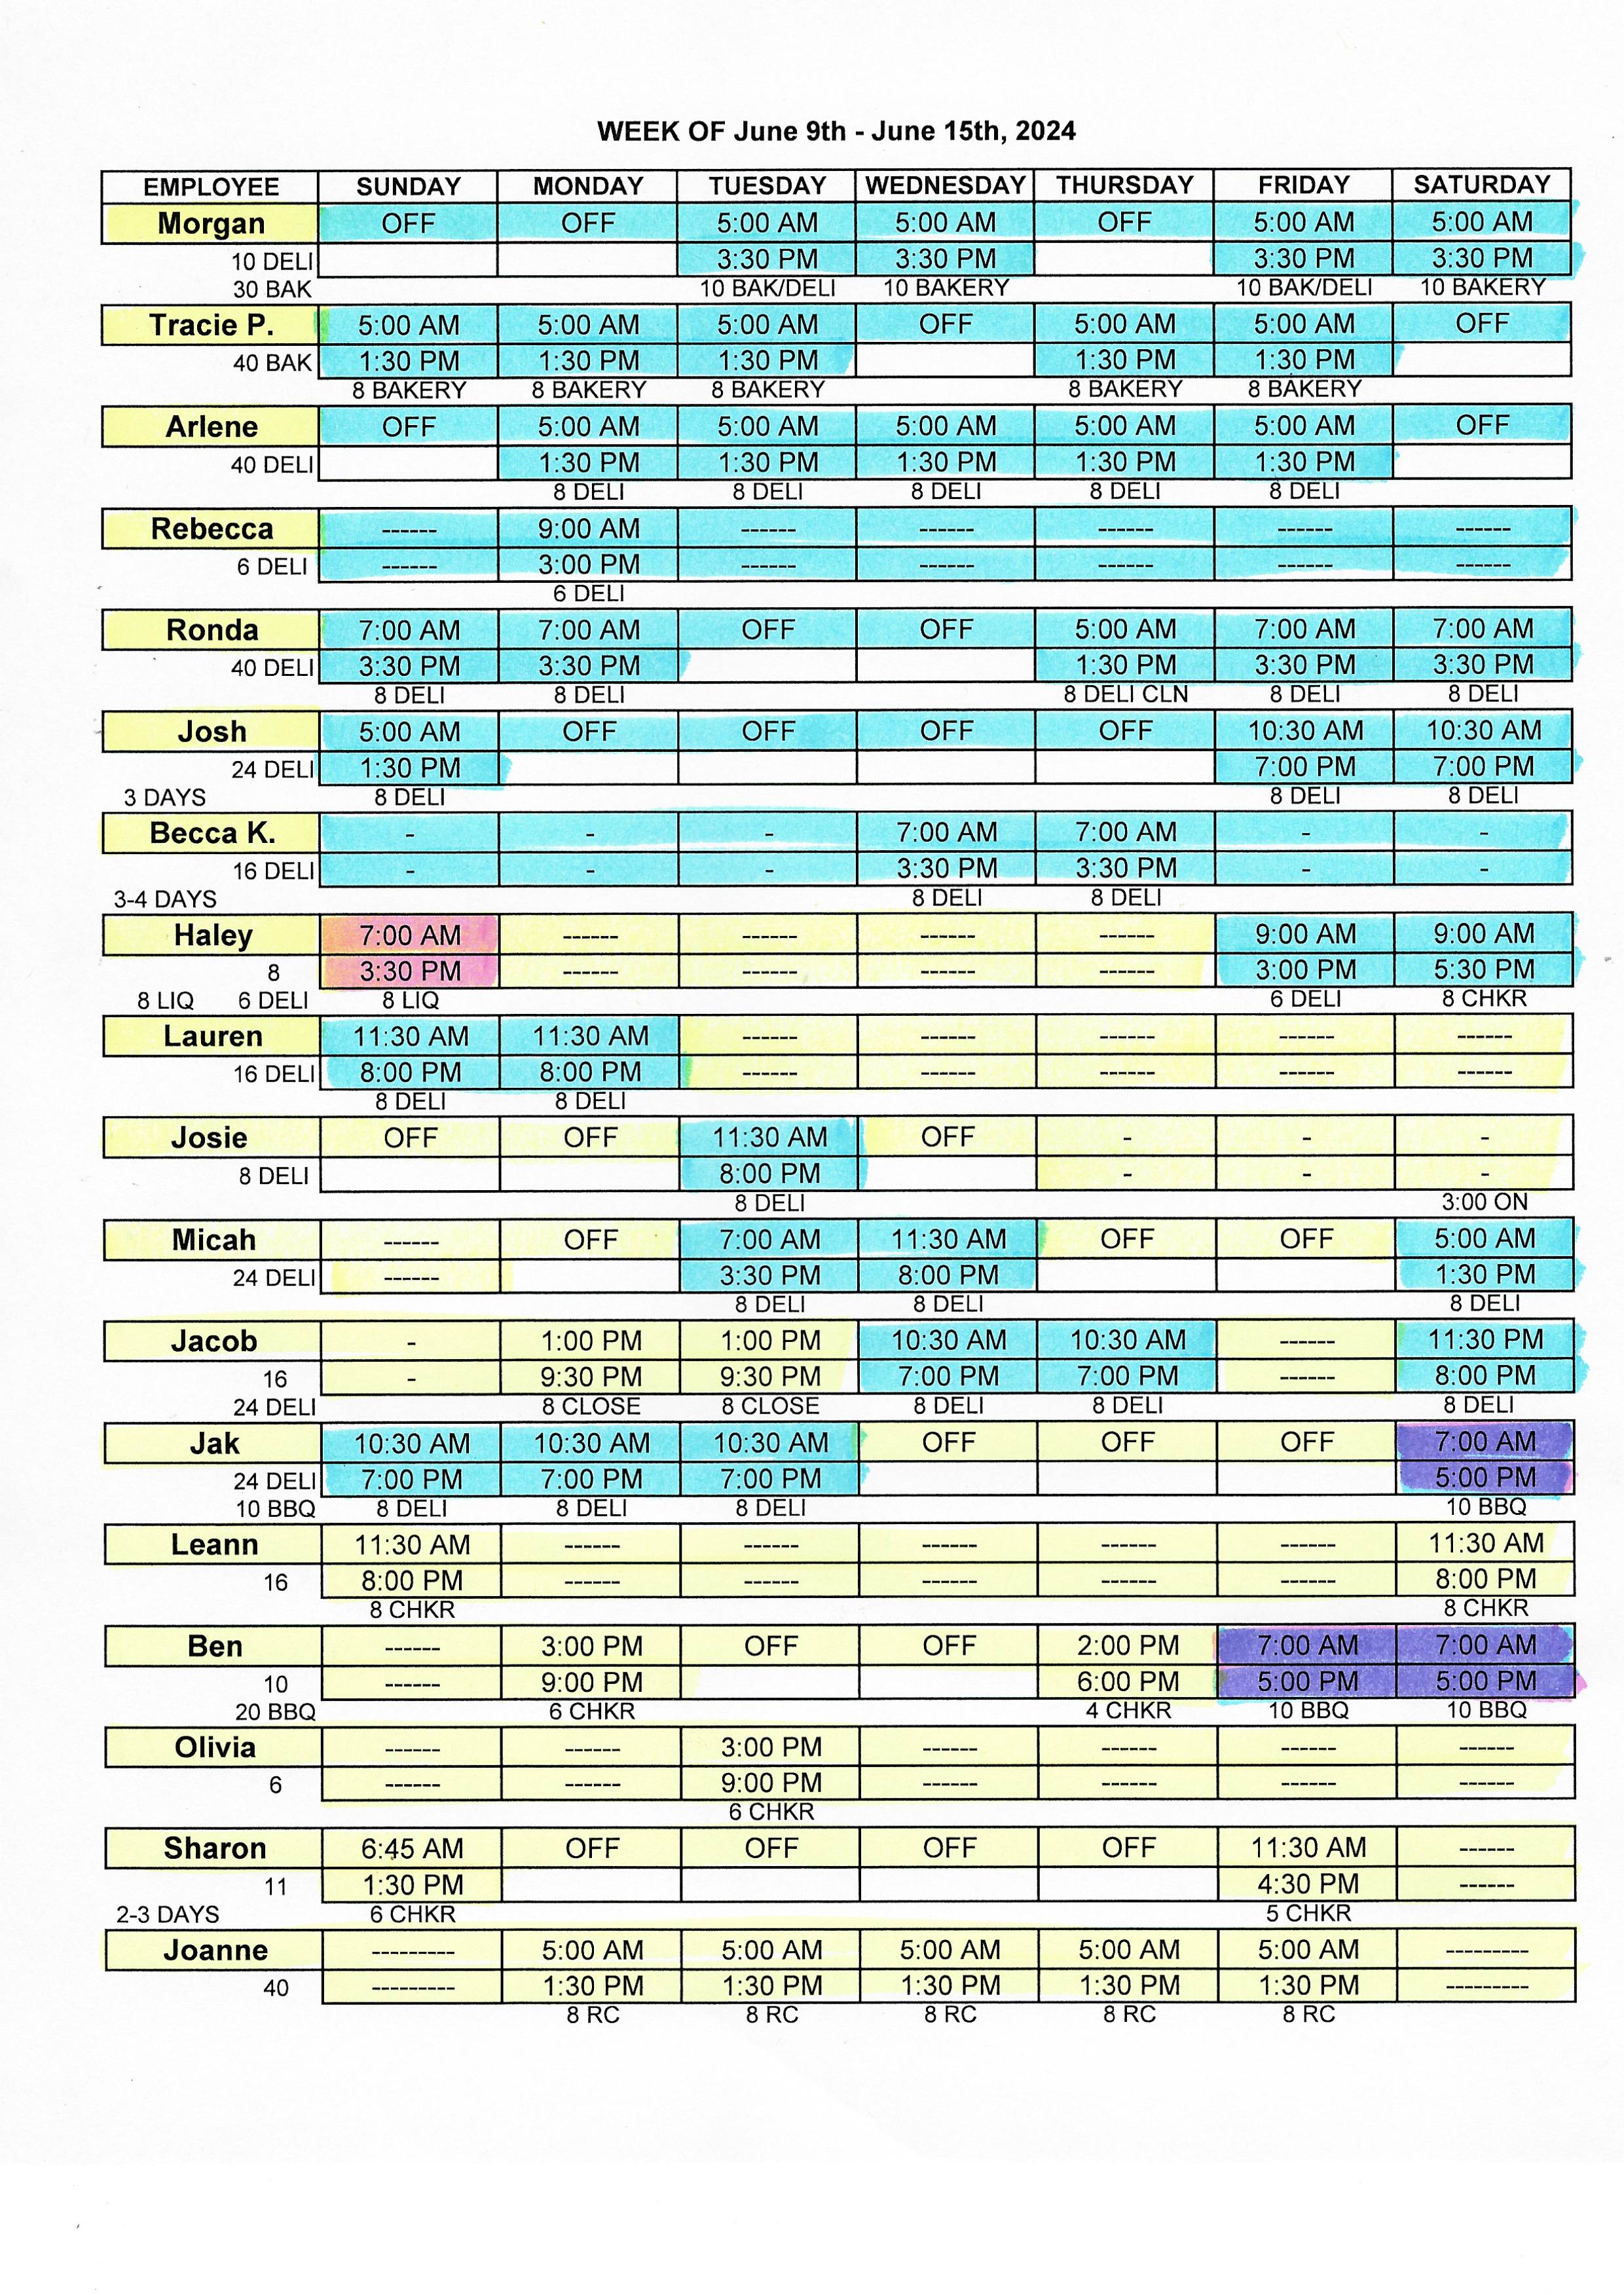 WEEK OF June 9th - June 15th, 2024
EMPLOYEE SUNDAY MONDAY TUESDAY WEDNESDAY THURSDAY FRIDAY SATURDAY
Morgan OFF OFF 5:00 AM 5:00 AM OFF 5:00 AM 5:00 AM
10 DELI 3:30 PM 3:30 PM 3:30 PM 3:30 PM
30 BAK 10 BAK/DELI 10 BAKERY 10 BAK/DELI 10 BAKERY
Tracie P. 5:00 AM 5:00 AM 5:00 AM OFF 5:00 AM 5:00 AM OFF
40 BAK 1:30 PM 1:30 PM 1:30 PM 1:30 PM 1:30 PM
8 BAKERY 8 BAKERY 8 BAKERY 8 BAKERY 8 BAKERY
Arlene OFF 5:00 AM 5:00 AM 5:00 AM 5:00 AM 5:00 AM OFF
40 DELI 1:30 PM 1:30 PM 1:30 PM 1:30 PM 1:30 PM
8 DELI 8 DELI 8 DELI 8 DELI 8 DELI
Rebecca ------ 9:00 AM ------ ------ ------ ------ ------
6 DELI ------ 3:00 PM ------ ------ ------ ------ ------
6 DELI
Ronda 7:00 AM 7:00 AM OFF OFF 5:00 AM 7:00 AM 7:00 AM
40 DELI 3:30 PM 3:30 PM 1:30 PM 3:30 PM 3:30 PM
8 DELI 8 DELI 8 DELI CLN 8 DELI 8 DELI
Josh 5:00 AM OFF OFF OFF OFF 10:30 AM 10:30 AM
24 DELI 1:30 PM 7:00 PM 7:00 PM
3 DAYS 8 DELI 8 DELI 8 DELI
Becca K. - - - 7:00 AM 7:00 AM - -
16 DELI - - - 3:30 PM 3:30 PM - -
3-4 DAYS 8 DELI 8 DELI
Haley 7:00 AM ------ ------ ------ ------ 9:00 AM 9:00 AM
8 3:30 PM ------ ------ ------ ------ 3:00 PM 5:30 PM
8 LIQ 6 DELI 8 LIQ 6 DELI 8 CHKR
Lauren 11:30 AM 11:30 AM ------ ------ ------ ------ ------
16 DELI 8:00 PM 8:00 PM ------ ------ ------ ------ ------
8 DELI 8 DELI
Josie OFF OFF 11:30 AM OFF - - -
8 DELI 8:00 PM - - -
8 DELI 3:00 ON
Micah ------ OFF 7:00 AM 11:30 AM OFF OFF 5:00 AM
24 DELI ------ 3:30 PM 8:00 PM 1:30 PM
8 DELI 8 DELI 8 DELI
Jacob - 1:00 PM 1:00 PM 10:30 AM 10:30 AM ------ 11:30 PM
16 - 9:30 PM 9:30 PM 7:00 PM 7:00 PM ------ 8:00 PM
24 DELI 8 CLOSE 8 CLOSE 8 DELI 8 DELI 8 DELI
Jak 10:30 AM 10:30 AM 10:30 AM OFF OFF OFF 7:00 AM
24 DELI 7:00 PM 7:00 PM 7:00 PM 5:00 PM
10 BBQ 8 DELI 8 DELI 8 DELI 10 BBQ
Leann 11:30 AM ------ ------ ------ ------ ------ 11:30 AM
16 8:00 PM ------ ------ ------ ------ ------ 8:00 PM
8 CHKR 8 CHKR
Ben ------ 3:00 PM OFF OFF 2:00 PM 7:00 AM 7:00 AM
10 ------ 9:00 PM 6:00 PM 5:00 PM 5:00 PM
20 BBQ 6 CHKR 4 CHKR 10 BBQ 10 BBQ
Olivia ------ ------ 3:00 PM ------ ------ ------ ------
6 ------ ------ 9:00 PM ------ ------ ------ ------
6 CHKR
Sharon 6:45 AM OFF OFF OFF OFF 11:30 AM ------
11 1:30 PM 4:30 PM ------
2-3 DAYS 6 CHKR 5 CHKR
Joanne --------- 5:00 AM 5:00 AM 5:00 AM 5:00 AM 5:00 AM ---------
40 --------- 1:30 PM 1:30 PM 1:30 PM 1:30 PM 1:30 PM ---------
8 RC 8 RC 8 RC 8 RC 8 RC